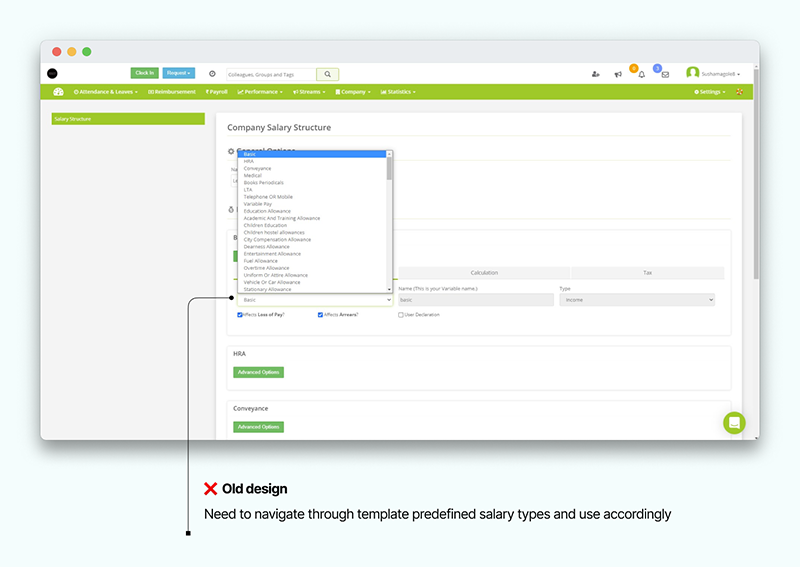 Clock In
Request
Colleagues, Groups and Tags
Sushamagole8
Attendance & Leaves
Reimbursement
₹ Payroll
Performance
Streams
Company
Statistics
Settings
Salary Structure
Company Salary Structure
General Options
Basic
HRA
Conveyance
Medical
Books Periodicals
LTA
Telephone OR Mobile
Variable Pay
Education Allowance
Academic And Training Allowance
Children Education
Children Hostel allowances
City Compensation Allowance
Dearness Allowance
Entertainment Allowance
Fuel Allowance
Overtime Allowance
Uniform Or Attire Allowance
Vehicle Or Car Allowance
Stationary Allowance
Calculation
Tax
Name (This is your Variable name.)
Type
Basic
basic
Income
Affects Loss of Pay?
Affects Arrears?
User Declaration
HRA
Advanced Options
Conveyance
Advanced Options
Old design
Need to navigate through template predefined salary types and use accordingly